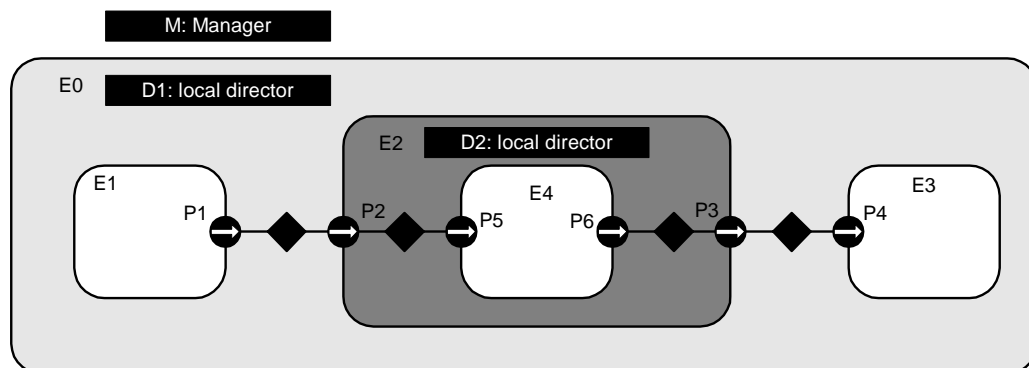 M: Manager
E0
D1: local director
E2
D2: local director
E1
E4
E3
P1
P2
P5
P6
P3
P4